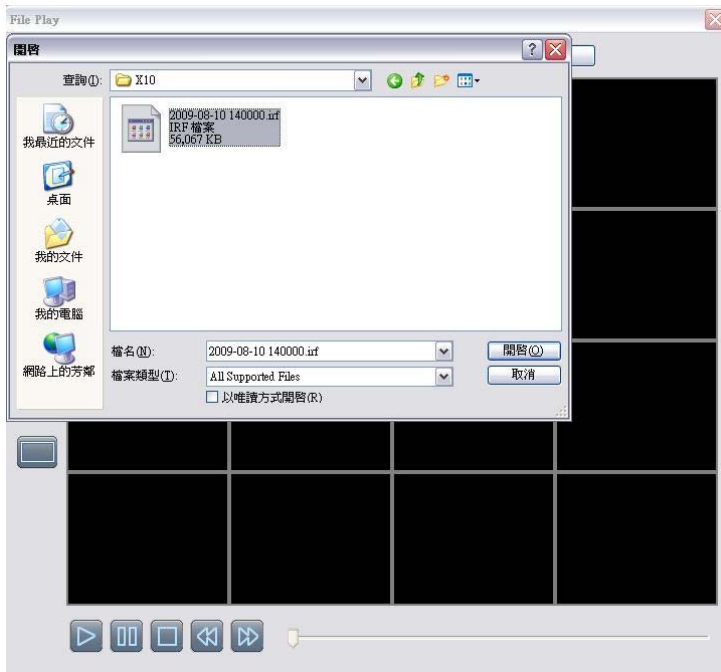 File Play
開啓
查詢(I):
X10
2009-08-10 140000.irf
IRF 檔案
56,067 KB
我最近的文件
桌面
我的文件
我的電腦
網路上的芳鄰
檔名(N):
2009-08-10 140000.irf
開啓(O)
檔案類型(T):
All Supported Files
取消
以唯讀方式開啓(R)